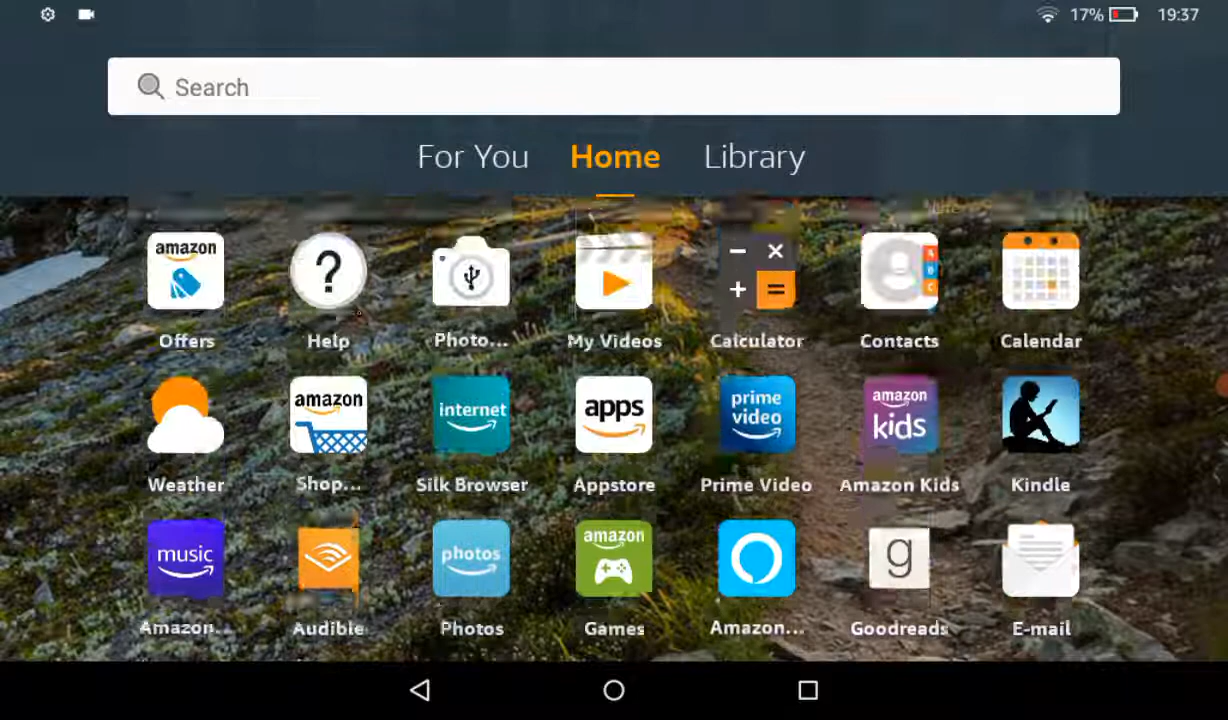 17% 19:37
Search
For You Home Library
amazon
Offers Help Photo... My Videos Calculator Contacts Calendar
amazon internet apps prime video amazon kids
Weather Shop... Silk Browser Appstore Prime Video Amazon Kids Kindle
music photos amazon g
Amazon... Audible Photos Games Amazon... Goodreads E-mail